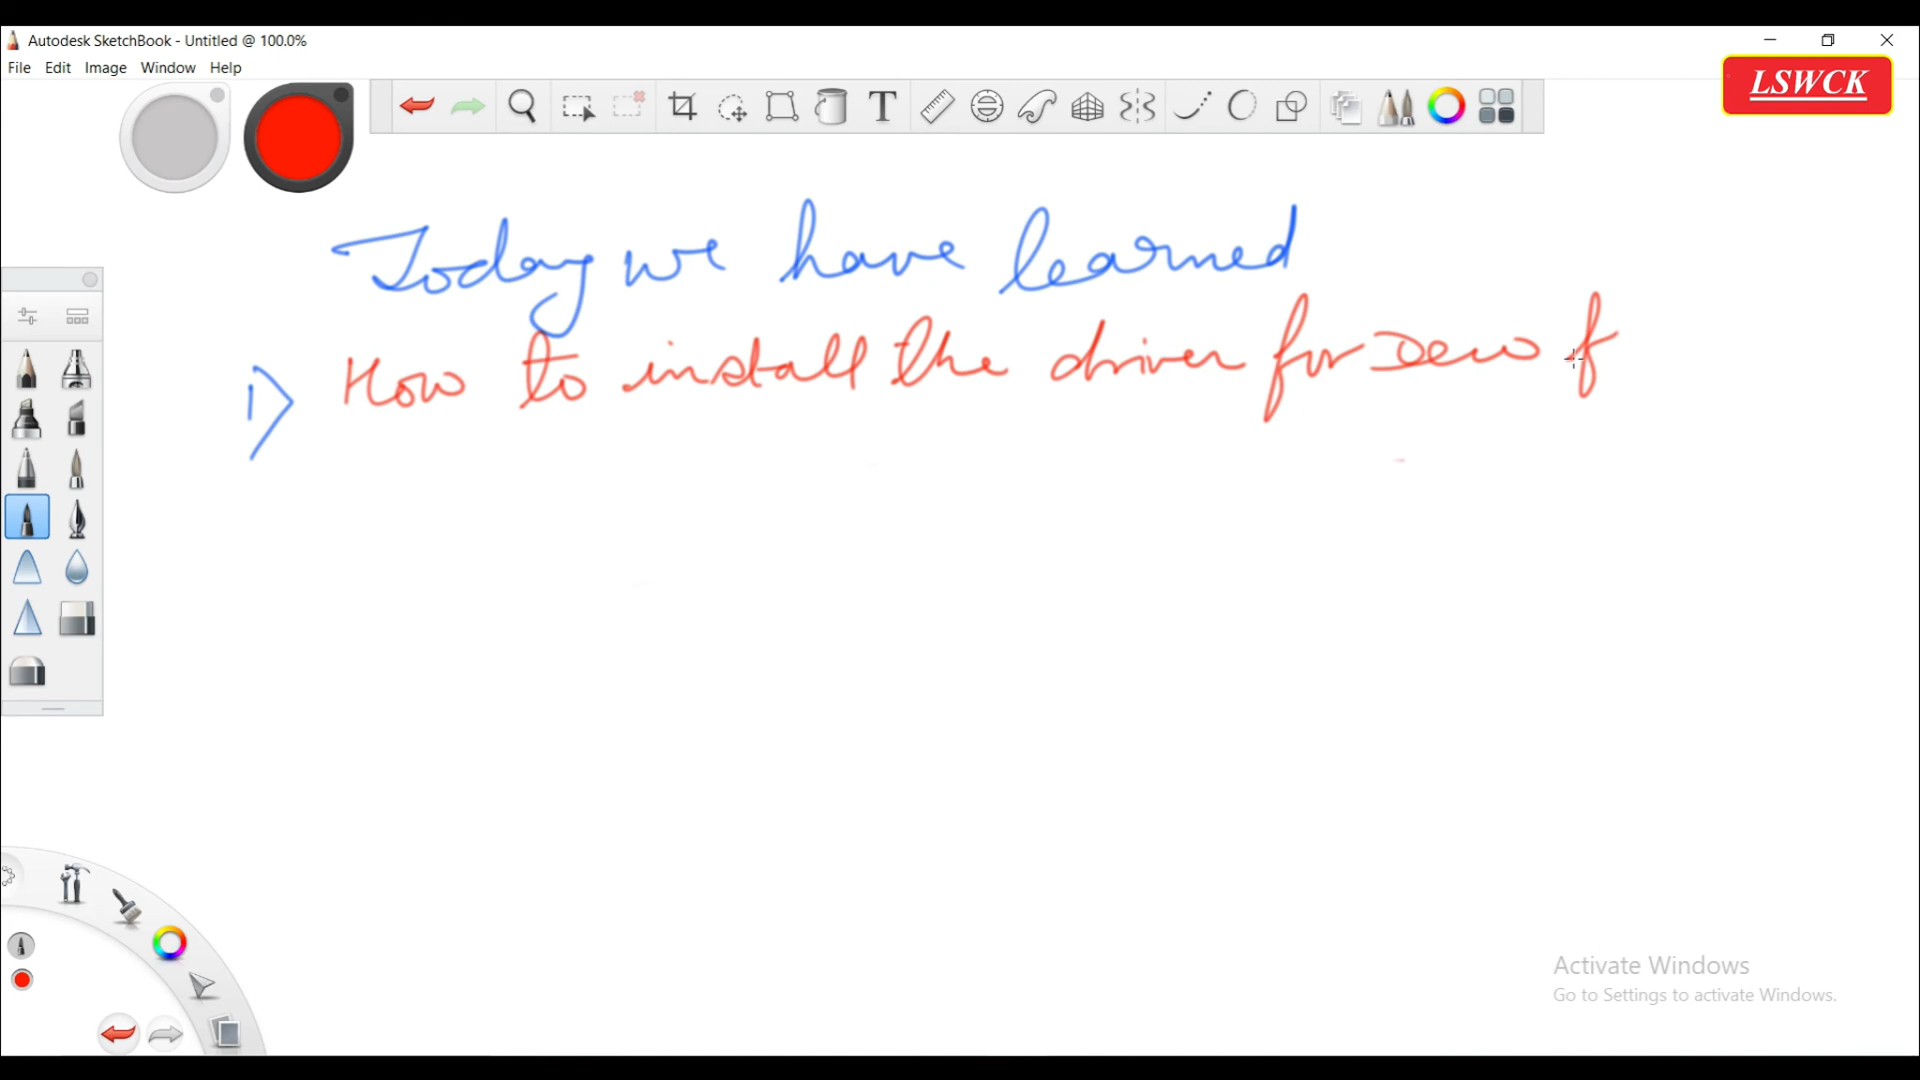 Autodesk SketchBook - Untitled @ 100.0%
File Edit Image Window Help
LSWCK
T
Today we have learned
1) How to install the driver for
Activate Windows
Go to Settings to activate Windows.